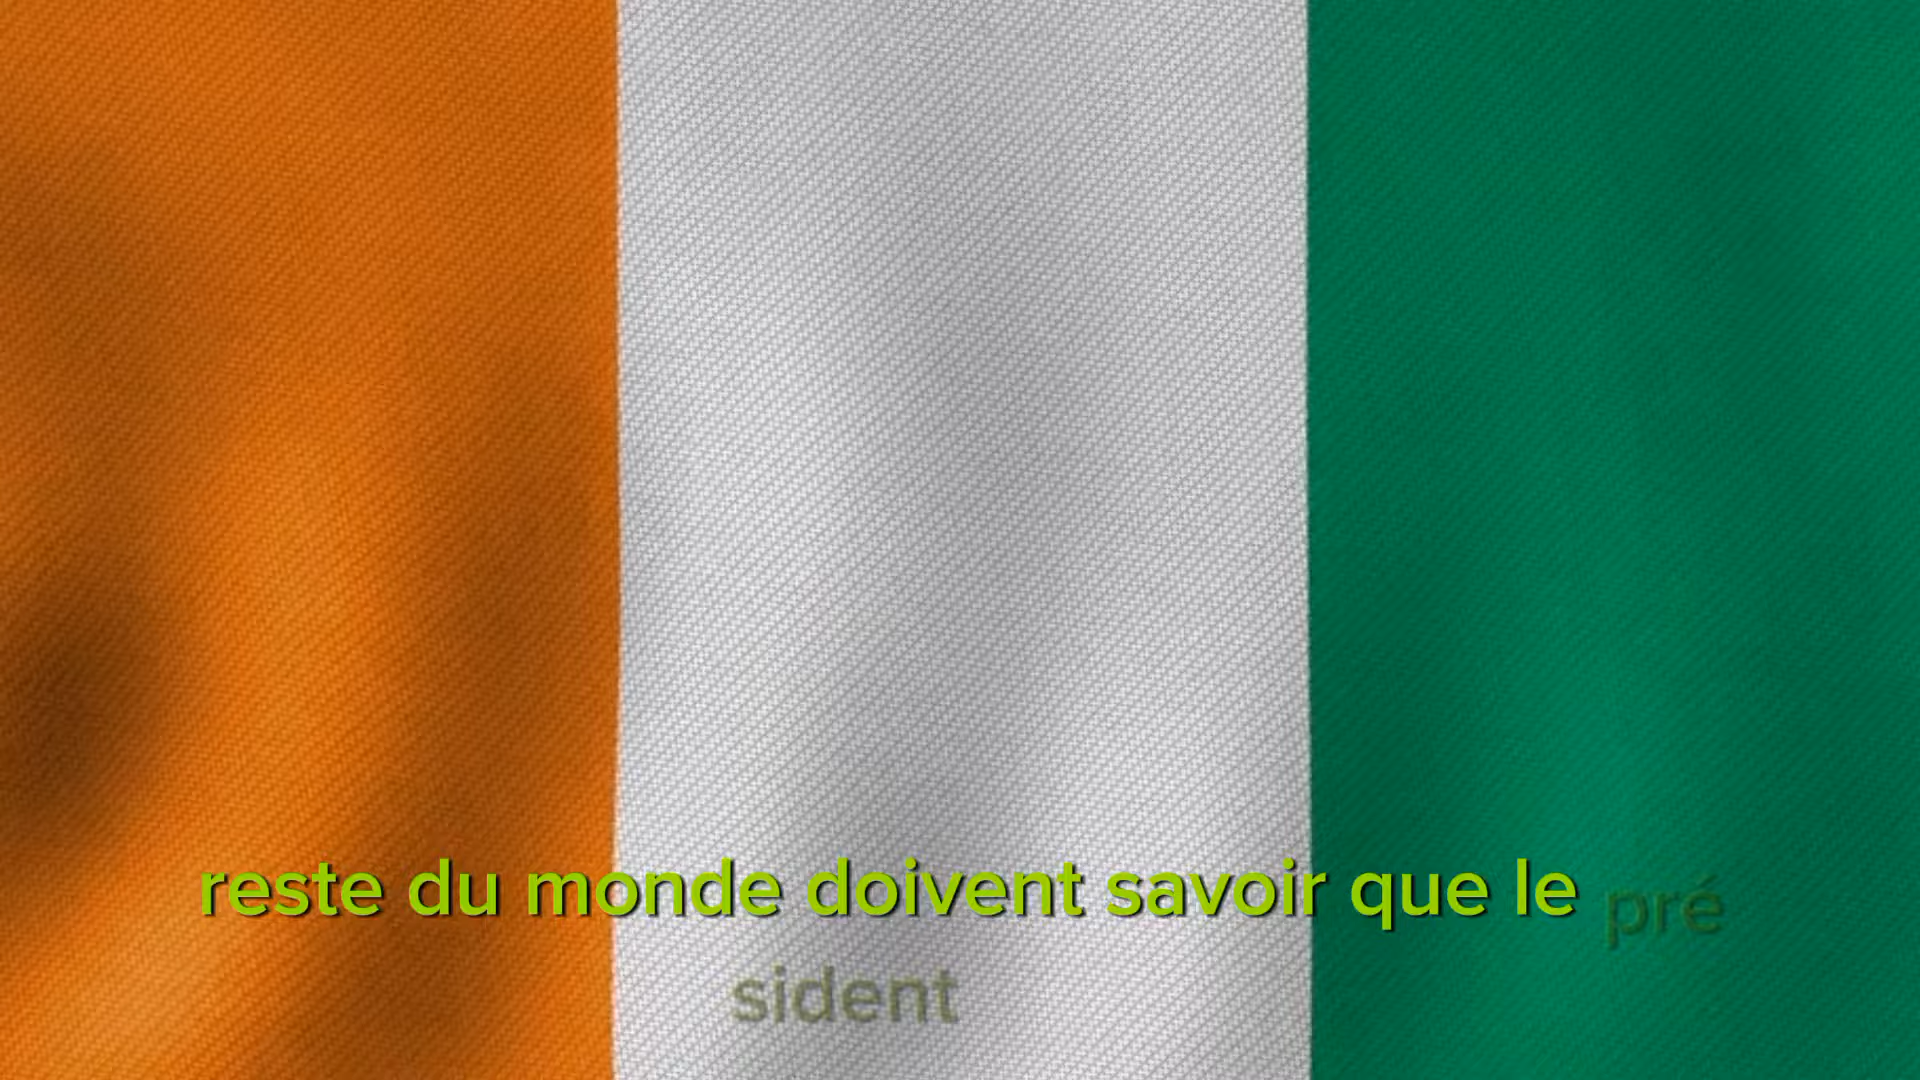 reste du monde doivent savoir que le pré
sident